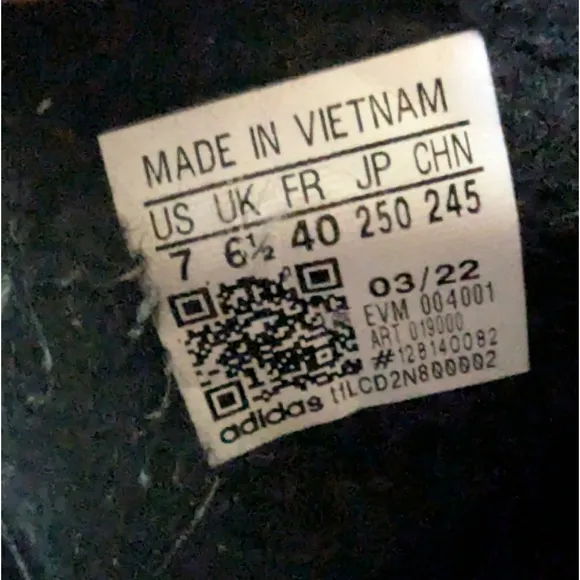 MADE IN VIETNAM
US UK FR JP CHN
7 6½ 40 250 245
03/22
EVM 004001
ART 019000
#128140082
adidas HLCD2N800002